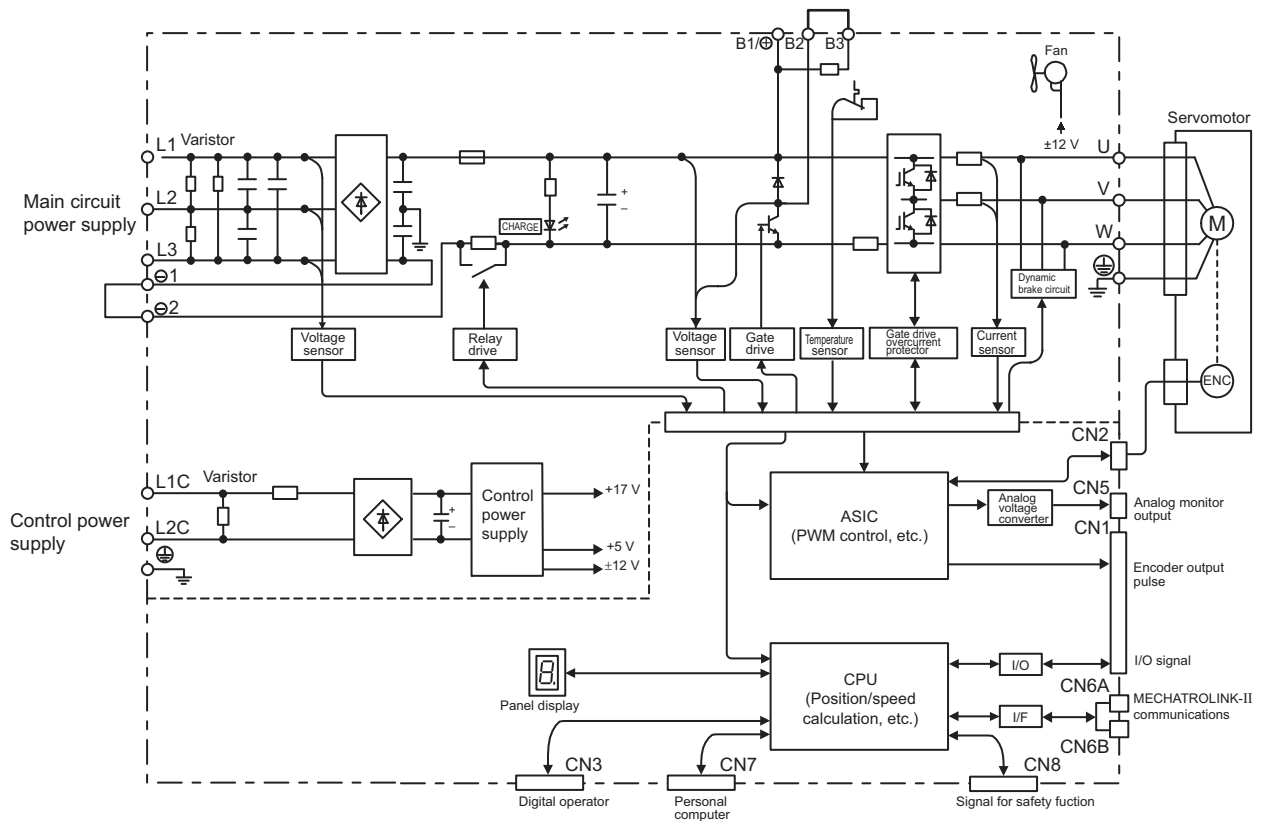 B1/⊕ B2 B3
Fan
±12 V
Servomotor
L1 Varistor
U
Main circuit
power supply
L2
V
CHARGE
+
–
M
W
L3
⊖1
⊖2
Dynamic
brake circuit
Voltage
sensor
Relay
drive
Voltage
sensor
Gate
drive
Temperature
sensor
Gate drive
overcurrent
protector
Current
sensor
ENC
CN2
L1C Varistor
Control power
supply
L2C
+
–
Control
power
supply
+17 V
+5 V
±12 V
ASIC
(PWM control, etc.)
Analog
voltage
converter
CN5
Analog monitor
output
CN1
Encoder output
pulse
I/O
I/O signal
8.
Panel display
CPU
(Position/speed
calculation, etc.)
CN6A
I/F
MECHATROLINK-II
communications
CN6B
CN3
Digital operator
CN7
Personal
computer
CN8
Signal for safety fuction